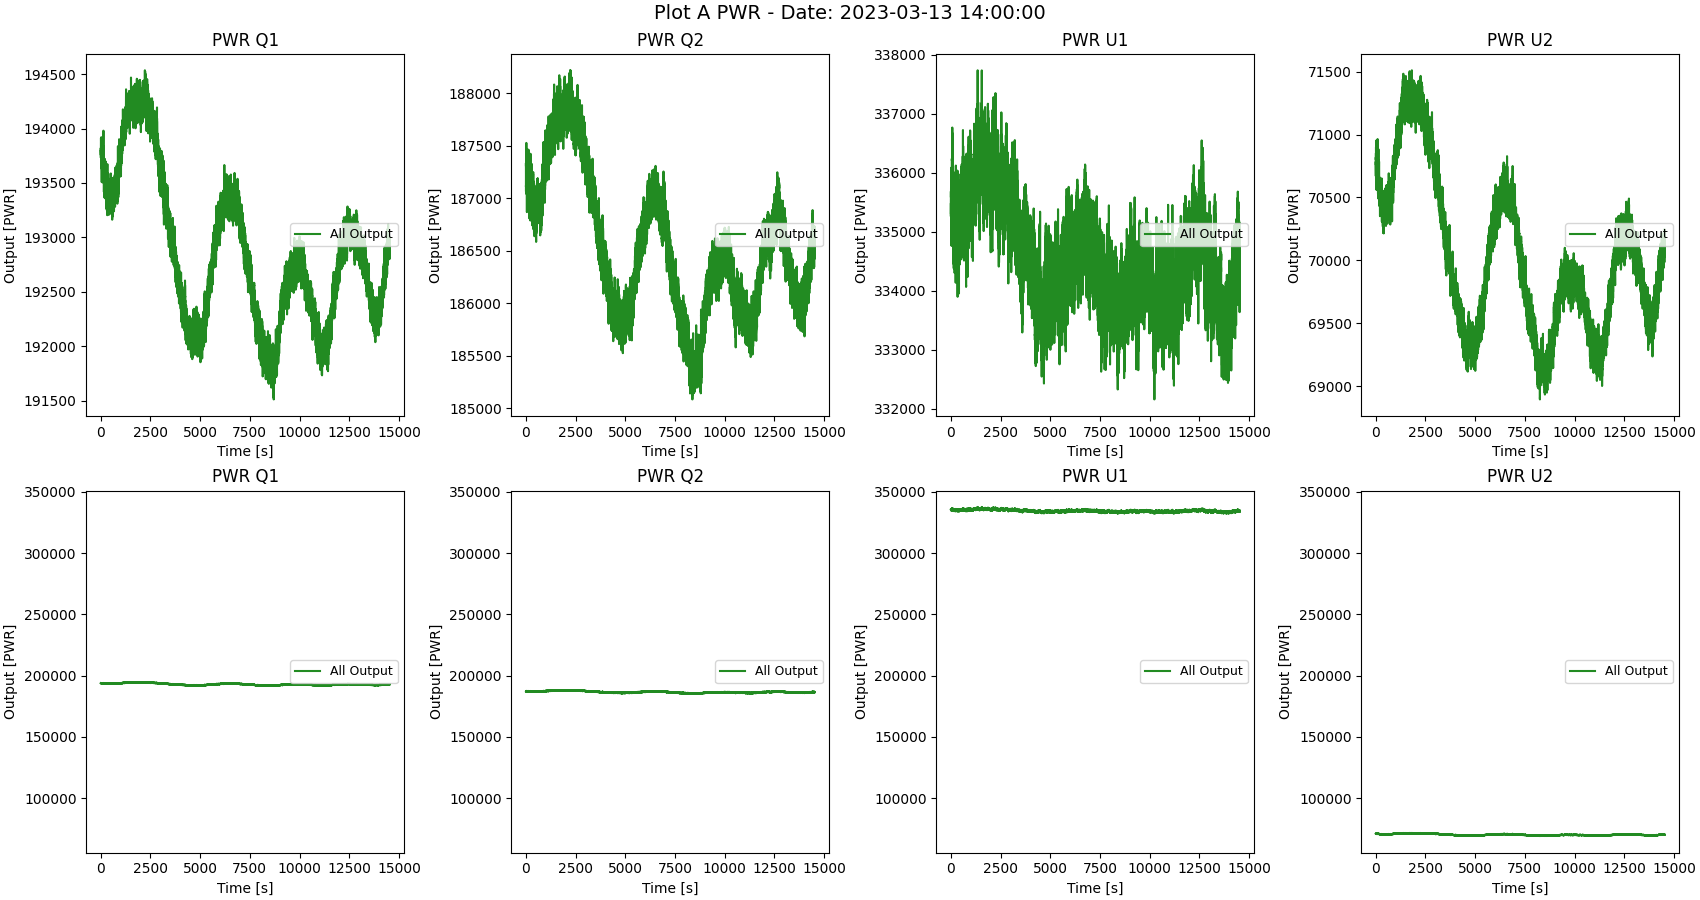 Plot A PWR - Date: 2023-03-13 14:00:00
PWR Q1
Output [PWR]
194500
194000
193500
193000
192500
192000
191500
All Output
0 2500 5000 7500 10000 12500 15000
Time [s]
PWR Q2
Output [PWR]
188000
187500
187000
186500
186000
185500
185000
All Output
0 2500 5000 7500 10000 12500 15000
Time [s]
PWR U1
Output [PWR]
338000
337000
336000
335000
334000
333000
332000
All Output
0 2500 5000 7500 10000 12500 15000
Time [s]
PWR U2
Output [PWR]
71500
71000
70500
70000
69500
69000
All Output
0 2500 5000 7500 10000 12500 15000
Time [s]
PWR Q1
Output [PWR]
350000
300000
250000
200000
150000
100000
All Output
0 2500 5000 7500 10000 12500 15000
Time [s]
PWR Q2
Output [PWR]
350000
300000
250000
200000
150000
100000
All Output
0 2500 5000 7500 10000 12500 15000
Time [s]
PWR U1
Output [PWR]
350000
300000
250000
200000
150000
100000
All Output
0 2500 5000 7500 10000 12500 15000
Time [s]
PWR U2
Output [PWR]
350000
300000
250000
200000
150000
100000
All Output
0 2500 5000 7500 10000 12500 15000
Time [s]